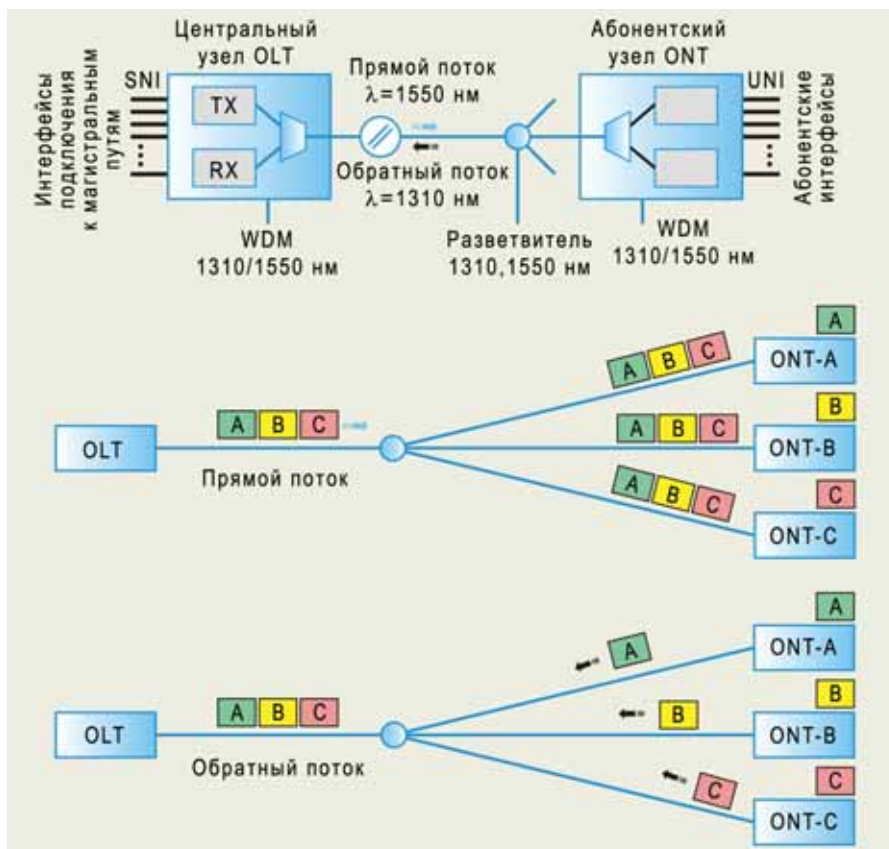 Центральный
узел OLT
Абонентский
узел ONT
Интерфейсы
подключения
к магистральным
путям
SNI
TX
RX
Прямой поток
λ=1550 нм
Обратный поток
λ=1310 нм
UNI
Абонентские
интерфейсы
WDM
1310/1550 нм
Разветвитель
1310,1550 нм
WDM
1310/1550 нм
OLT
A B C
Прямой поток
A B C
A B C
A B C
A
ONT-A
B
ONT-B
C
ONT-C
OLT
A B C
Обратный поток
A
B
C
A
ONT-A
B
ONT-B
C
ONT-C